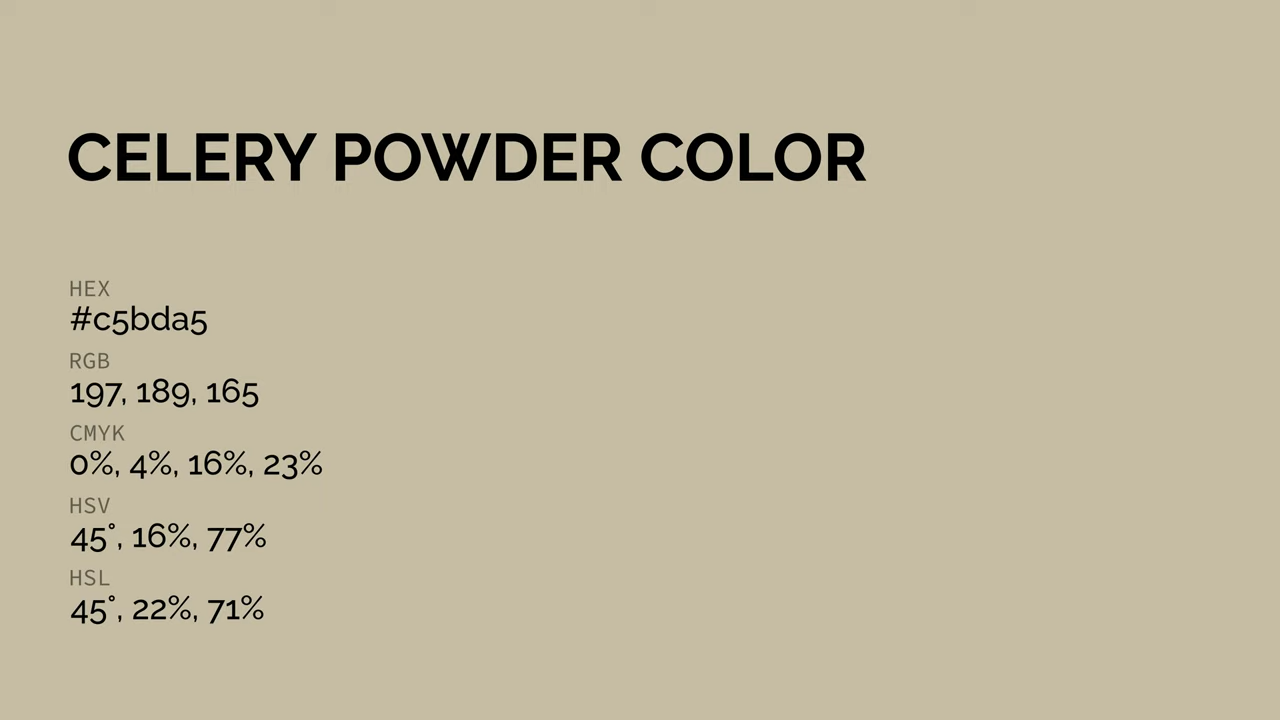 CELERY POWDER COLOR
HEX
#c5bda5
RGB
197, 189, 165
CMYK
0%, 4%, 16%, 23%
HSV
45°, 16%, 77%
HSL
45°, 22%, 71%